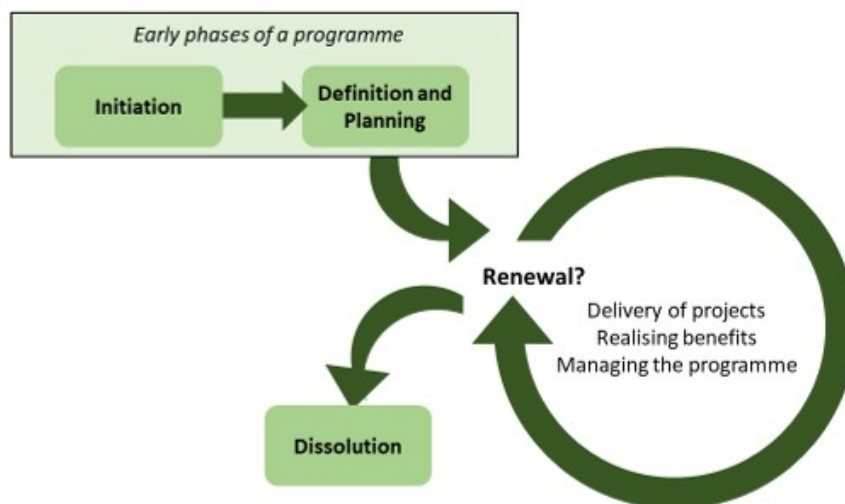 Early phases of a programme
Initiation
Definition and
Planning
Renewal?
Delivery of projects
Realising benefits
Managing the programme
Dissolution